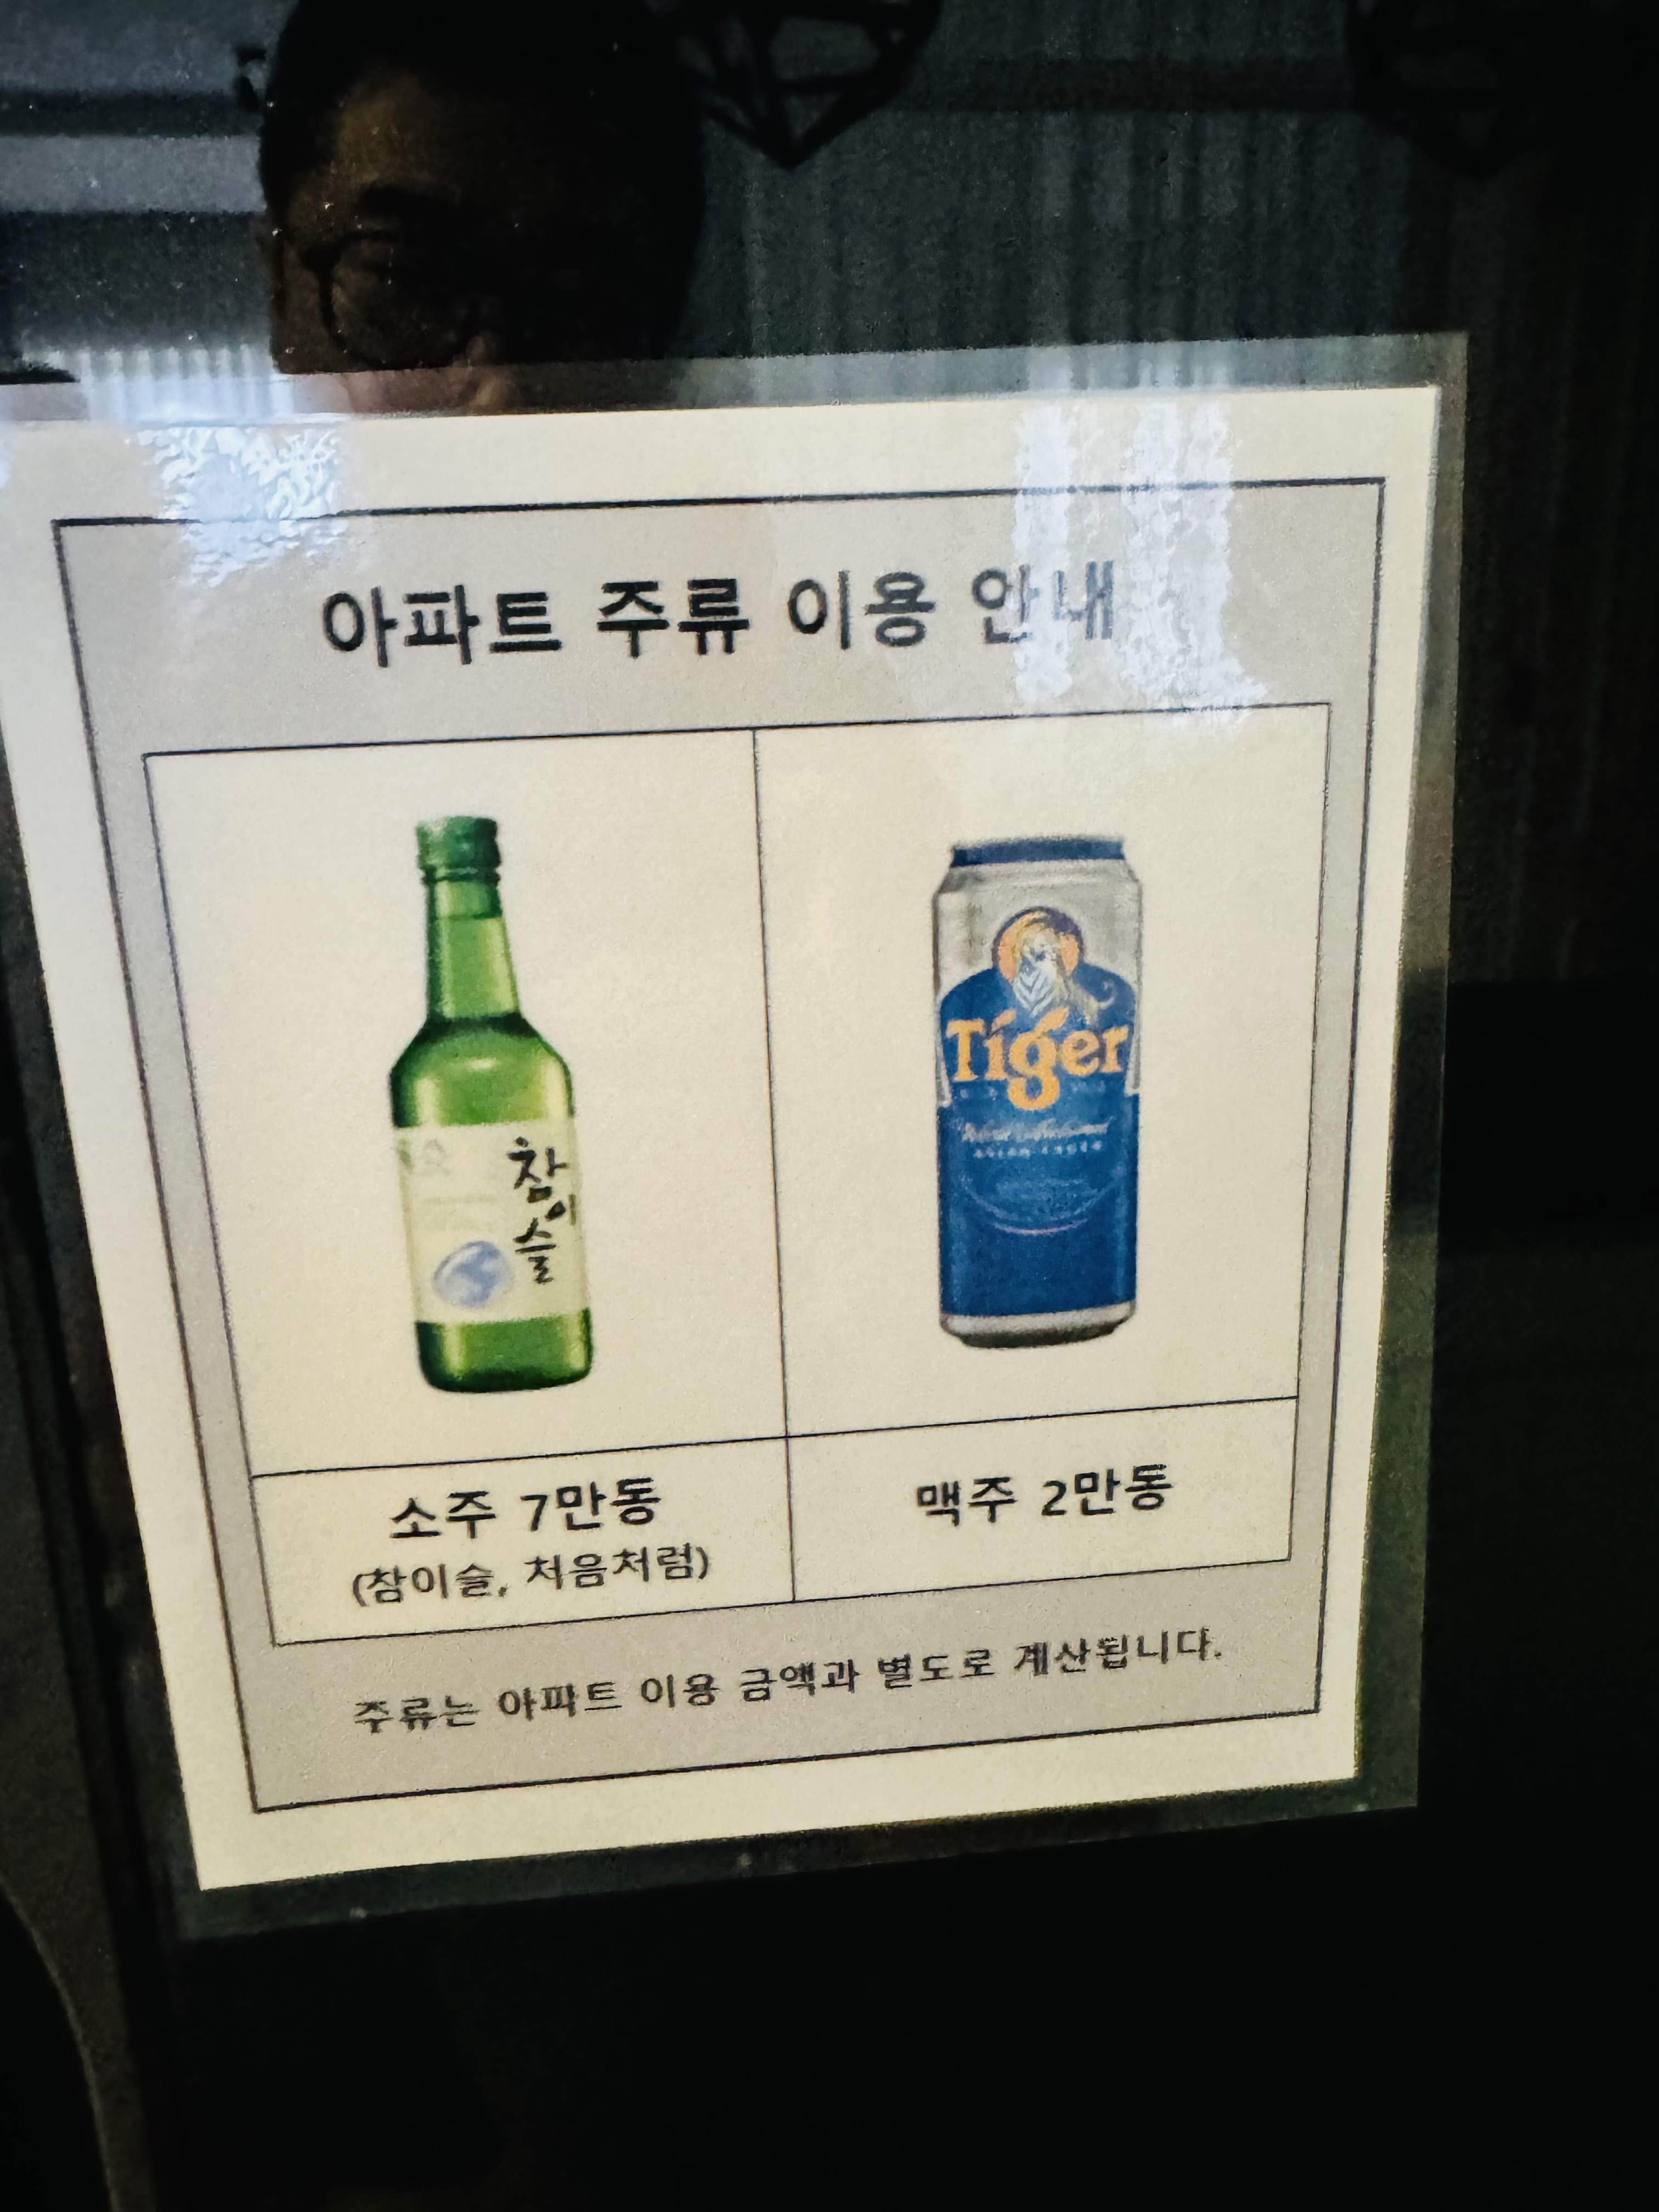 아파트 주류 이용 안내
참이슬
Tiger
소주 7만동
(참이슬, 처음처럼)
맥주 2만동
주류는 아파트 이용 금액과 별도로 계산됩니다.